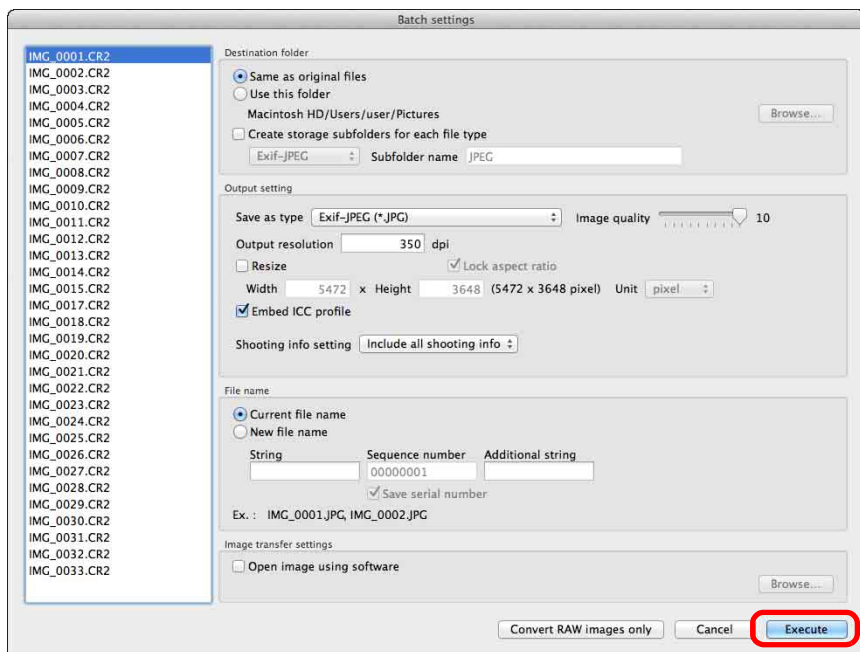 Batch settings
IMG_0001.CR2
IMG_0002.CR2
IMG_0003.CR2
IMG_0004.CR2
IMG_0005.CR2
IMG_0006.CR2
IMG_0007.CR2
IMG_0008.CR2
IMG_0009.CR2
IMG_0010.CR2
IMG_0011.CR2
IMG_0012.CR2
IMG_0013.CR2
IMG_0014.CR2
IMG_0015.CR2
IMG_0017.CR2
IMG_0018.CR2
IMG_0019.CR2
IMG_0020.CR2
IMG_0021.CR2
IMG_0022.CR2
IMG_0023.CR2
IMG_0024.CR2
IMG_0025.CR2
IMG_0026.CR2
IMG_0027.CR2
IMG_0028.CR2
IMG_0029.CR2
IMG_0030.CR2
IMG_0031.CR2
IMG_0032.CR2
IMG_0033.CR2
Destination folder
Same as original files
Use this folder
Macintosh HD/Users/user/Pictures Browse...
Create storage subfolders for each file type
Exif-JPEG Subfolder name JPEG
Output setting
Save as type Exif-JPEG (*.JPG) Image quality 10
Output resolution 350 dpi
Resize Lock aspect ratio
Width 5472 x Height 3648 (5472 x 3648 pixel) Unit pixel
Embed ICC profile
Shooting info setting Include all shooting info
File name
Current file name
New file name
String Sequence number Additional string
00000001
Save serial number
Ex. : IMG_0001.JPG, IMG_0002.JPG
Image transfer settings
Open image using software
Browse...
Convert RAW images only Cancel Execute